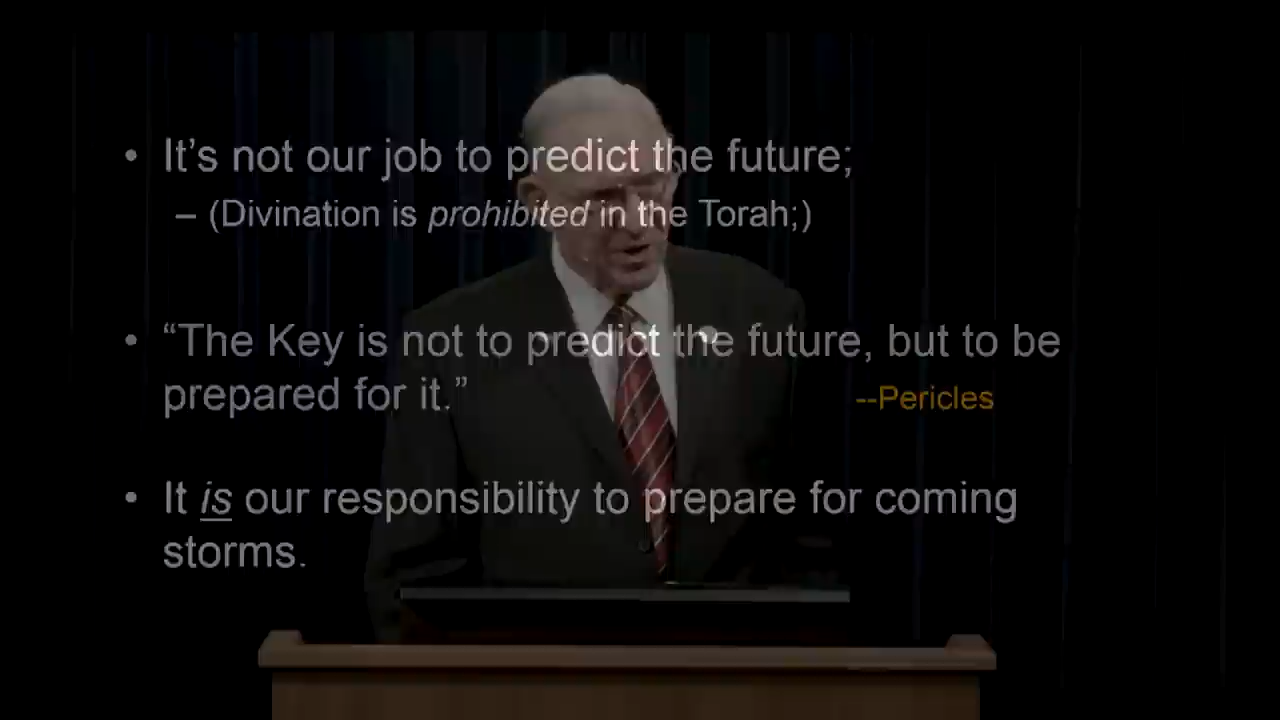 • It’s not our job to predict the future;
– (Divination is prohibited in the Torah;)
• “The Key is not to predict the future, but to be
prepared for it.” --Pericles
• It is our responsibility to prepare for coming
storms.